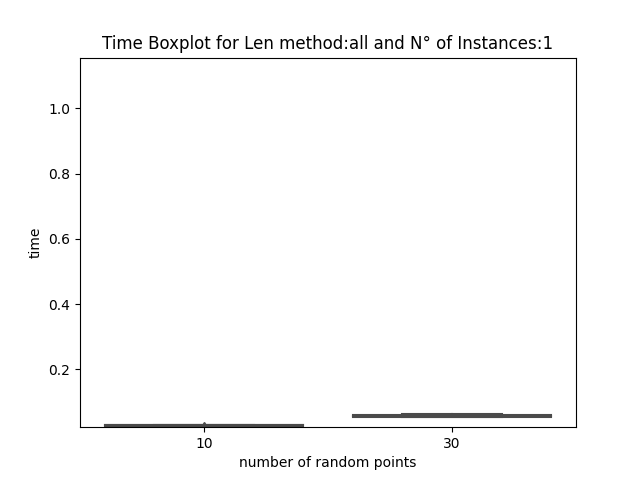 Time Boxplot for Len method:all and N° of Instances:1
1.0
0.8
0.6
0.4
0.2
time
10
30
number of random points